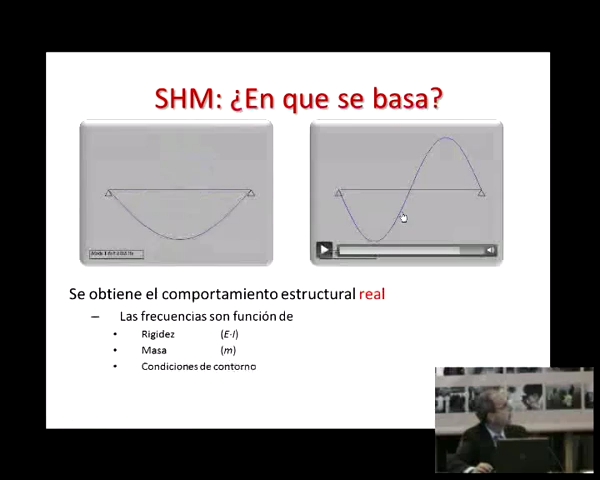 SHM: ¿En que se basa?
Se obtiene el comportamiento estructural real
– Las frecuencias son función de
• Rigidez (E·I)
• Masa (m)
• Condiciones de contorno